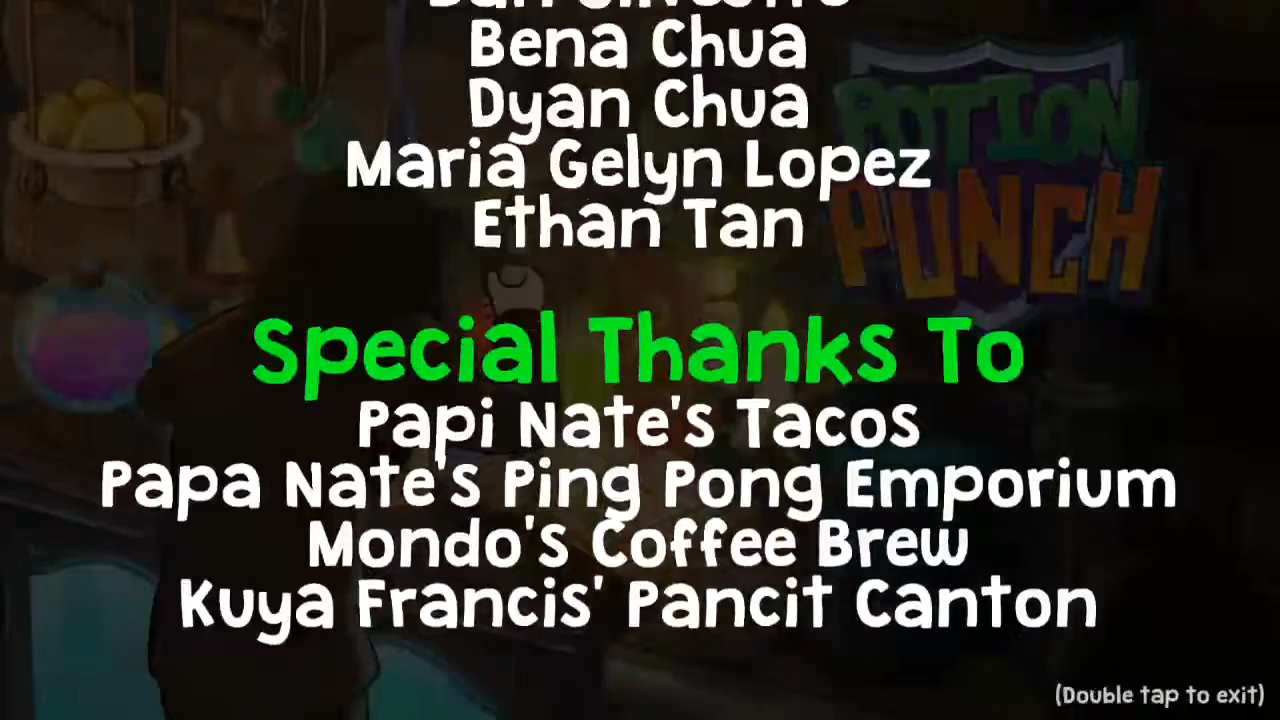 Bena Chua
Dyan Chua
Maria Gelyn Lopez
Ethan Tan
POTION
PUNCH
Special Thanks To
Papi Nate's Tacos
Papa Nate's Ping Pong Emporium
Mondo's Coffee Brew
Kuya Francis' Pancit Canton
(Double tap to exit)